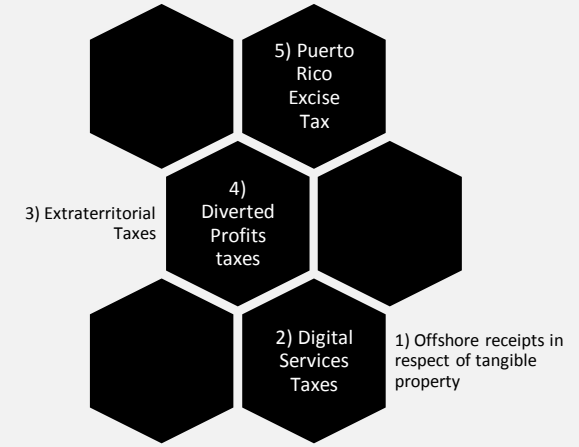 5) Puerto
Rico
Excise
Tax
3) Extraterritorial
Taxes
4)
Diverted
Profits
taxes
2) Digital
Services
Taxes
1) Offshore receipts in
respect of tangible
property